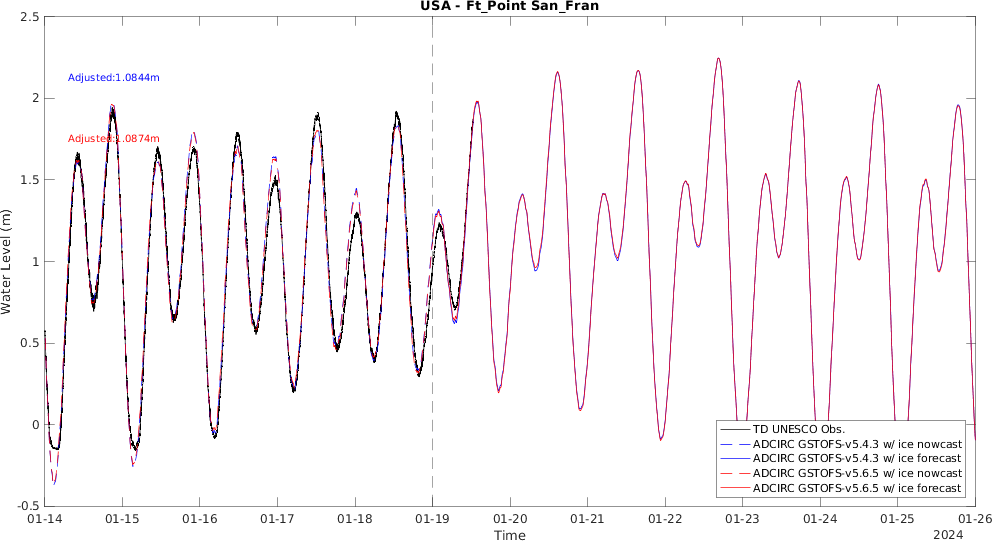 USA - Ft_Point San_Fran
2.5
2
1.5
1
0.5
0
-0.5
Water Level (m)
Adjusted:1.0844m
Adjusted:1.0874m
TD UNESCO Obs.
ADCIRC GSTOFS-v5.4.3 w/ ice nowcast
ADCIRC GSTOFS-v5.4.3 w/ ice forecast
ADCIRC GSTOFS-v5.6.5 w/ ice nowcast
ADCIRC GSTOFS-v5.6.5 w/ ice forecast
01-14 01-15 01-16 01-17 01-18 01-19 01-20 01-21 01-22 01-23 01-24 01-25 01-26
Time
2024